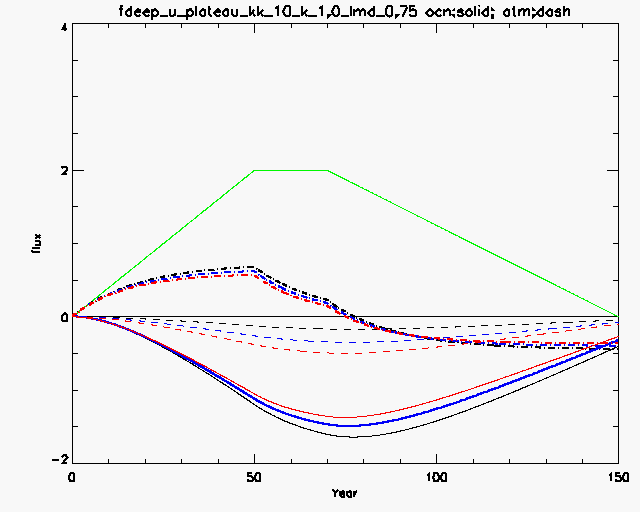 fdeep_u_plateau_kk_10_k_1,0_lmd_0,75 ocn:solid; atm:dash
4
2
flux
0
-2
0 50 100 150
Year